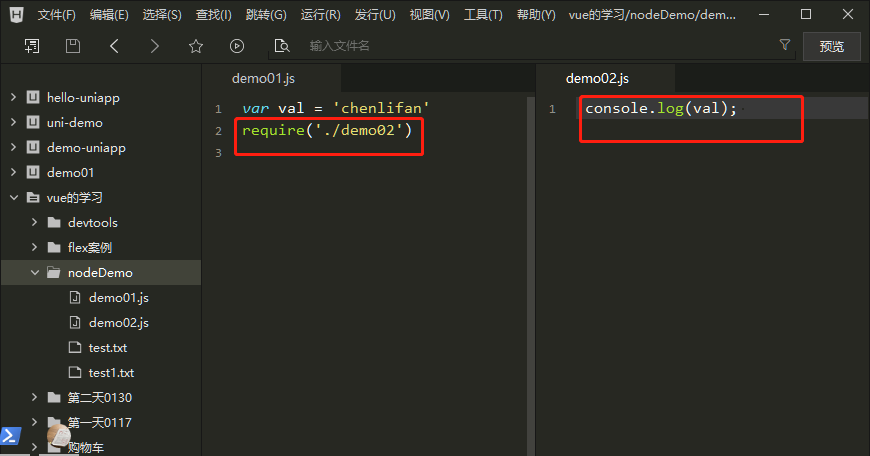 文件(F) 编辑(E) 选择(S) 查找(I) 跳转(G) 运行(R) 发行(U) 视图(V) 工具(T) 帮助(Y) vue的学习/nodeDemo/dem...
输入文件名 预览
demo01.js
1 var val = 'chenlifan'
2 require('./demo02')
3
demo02.js
1 console.log(val);
hello-uniapp
uni-demo
demo-uniapp
demo01
vue的学习
devtools
flex案例
nodeDemo
demo01.js
demo02.js
test.txt
test1.txt
第二天0130
第一天0117
购物车